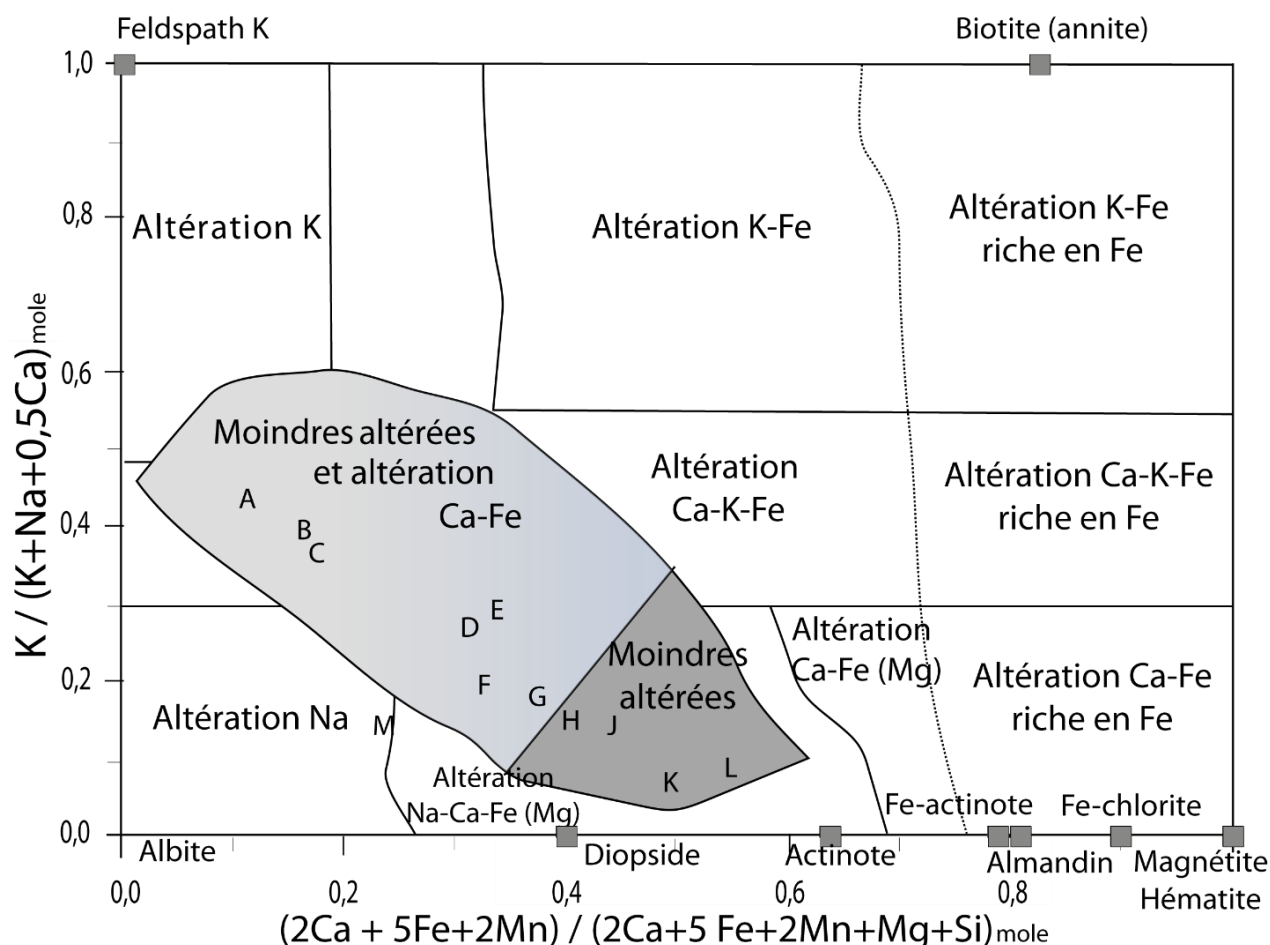 Feldspath K
Biotite (annite)
1,0
0,8
0,6
0,4
0,2
0,0
K / (K+Na+0,5Ca)mole
Altération K
Altération K-Fe
Altération K-Fe
riche en Fe
Moindres altérées
et altération
Ca-Fe
Altération
Ca-K-Fe
Altération Ca-K-Fe
riche en Fe
A
B
C
D
E
F
G
H
J
K
L
M
Moindres
altérées
Altération
Ca-Fe (Mg)
Altération Ca-Fe
riche en Fe
Altération Na
Altération
Na-Ca-Fe (Mg)
Fe-actinote
Fe-chlorite
Albite
Diopside
Actinote
Almandin
Magnétite
Hématite
0,0
0,2
0,4
0,6
0,8
(2Ca + 5Fe+2Mn) / (2Ca+5 Fe+2Mn+Mg+Si)mole